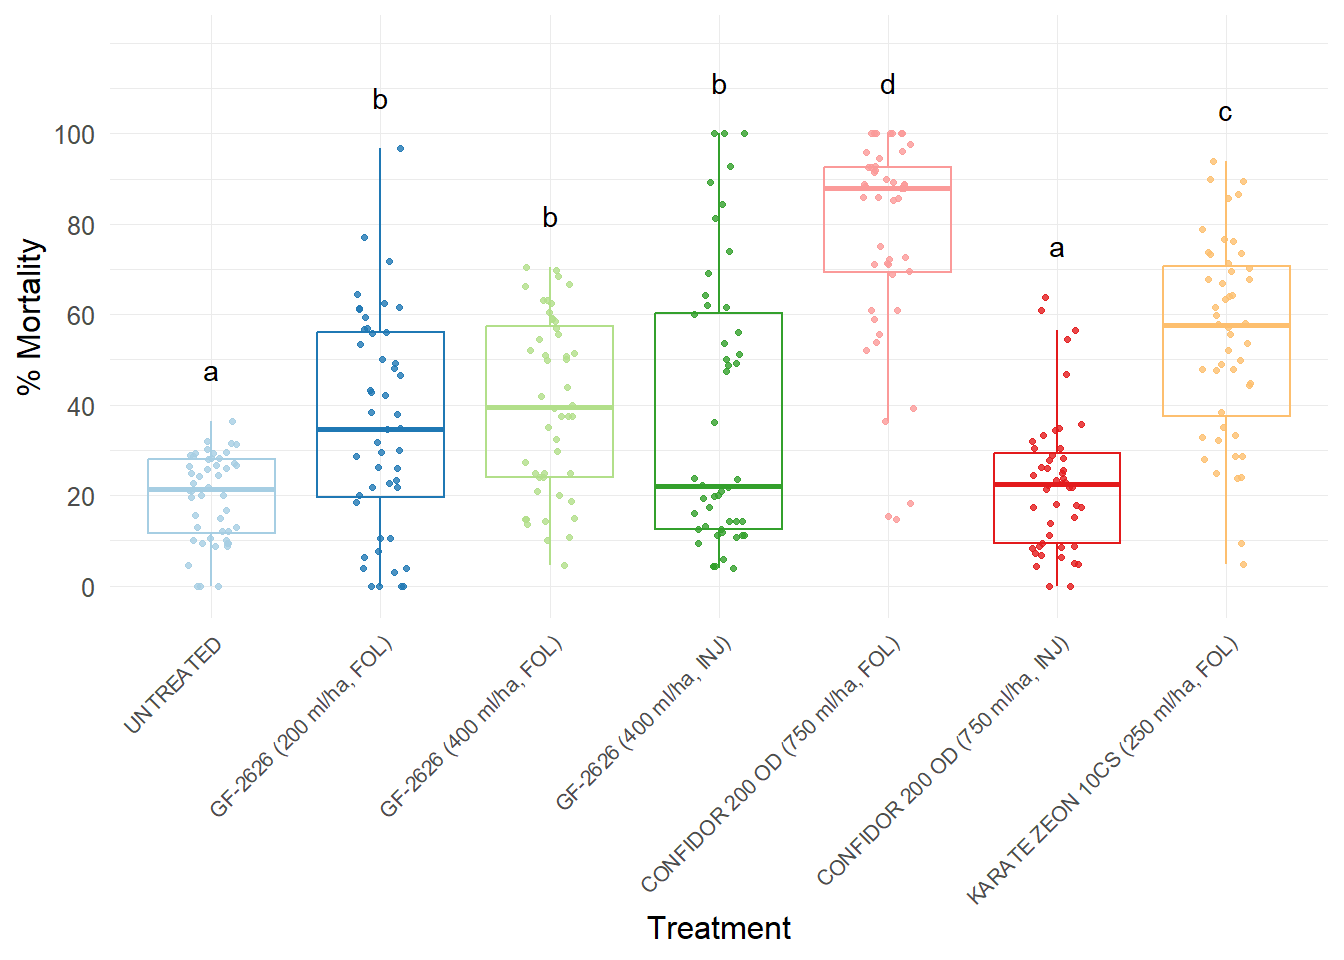 % Mortality
100
80
60
40
20
0
a
b
b
b
d
a
c
UNTREATED
GF-2626 (200 ml/ha, FOL)
GF-2626 (400 ml/ha, FOL)
GF-2626 (400 ml/ha, INJ)
CONFIDOR 200 OD (750 ml/ha, FOL)
CONFIDOR 200 OD (750 ml/ha, INJ)
KARATE ZEON 10CS (250 ml/ha, FOL)
Treatment